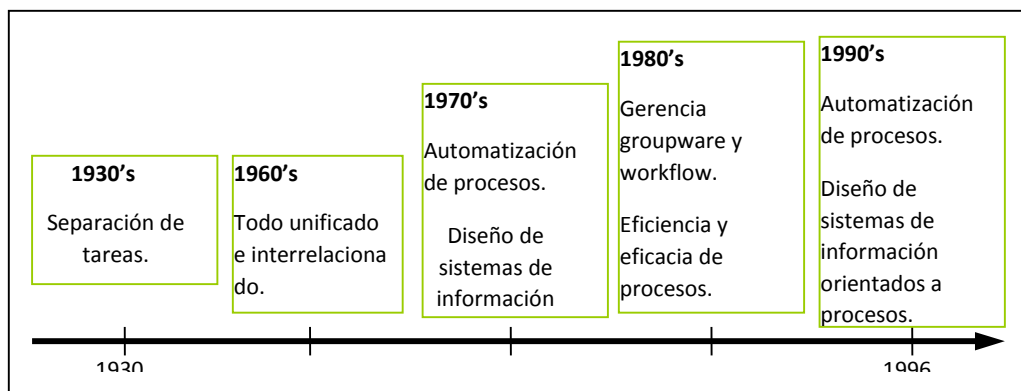 1930’s
Separación de
tareas.
1960’s
Todo unificado
e interrelaciona
do.
1970’s
Automatización
de procesos.
Diseño de
sistemas de
información
1980’s
Gerencia
groupware y
workflow.
Eficiencia y
eficacia de
procesos.
1990’s
Automatización
de procesos.
Diseño de
sistemas de
información
orientados a
procesos.
1930
1996